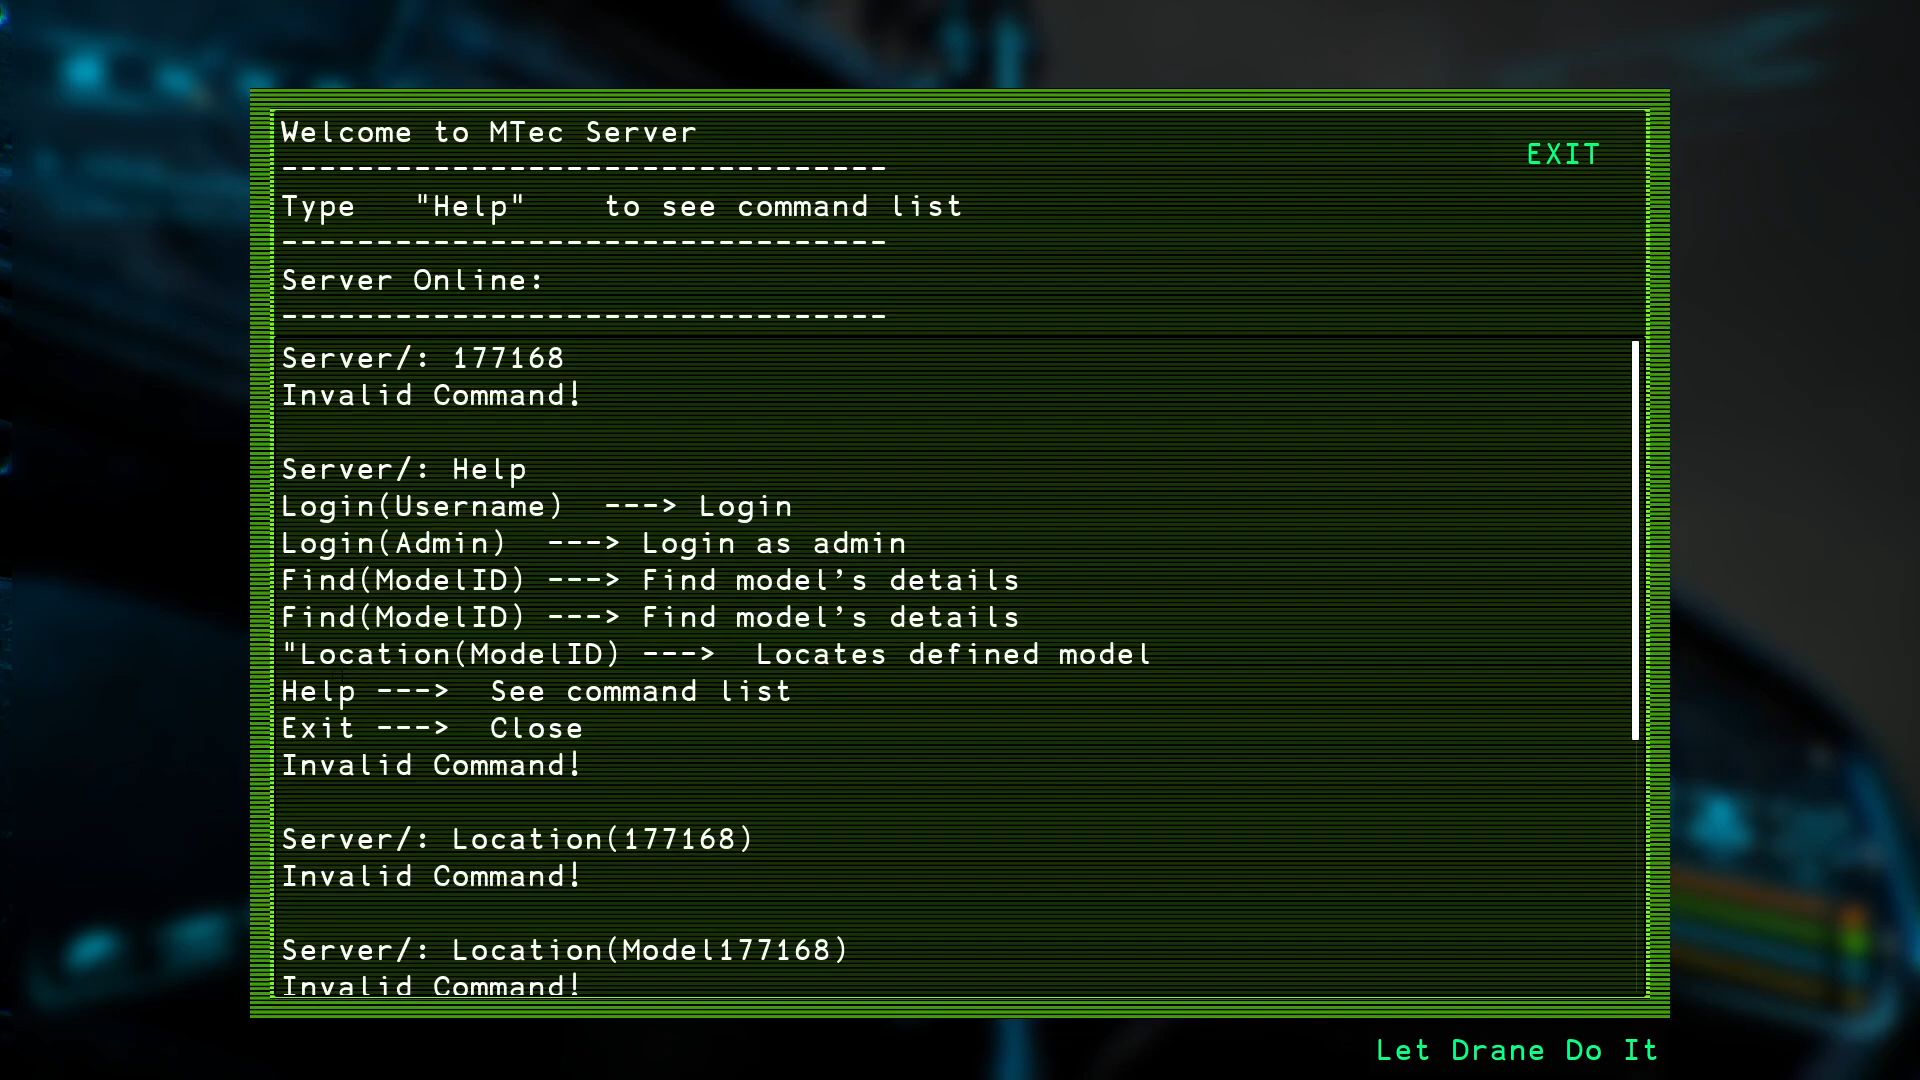 Welcome to MTec Server
EXIT
--------------------------------
Type "Help" to see command list
--------------------------------
Server Online:
--------------------------------
Server/: 177168
Invalid Command!
Server/: Help
Login(Username) ---> Login
Login(Admin) ---> Login as admin
Find(ModelID) ---> Find model’s details
Find(ModelID) ---> Find model’s details
"Location(ModelID) ---> Locates defined model
Help ---> See command list
Exit ---> Close
Invalid Command!
Server/: Location(177168)
Invalid Command!
Server/: Location(Model177168)
Invalid Command!
Let Drane Do It